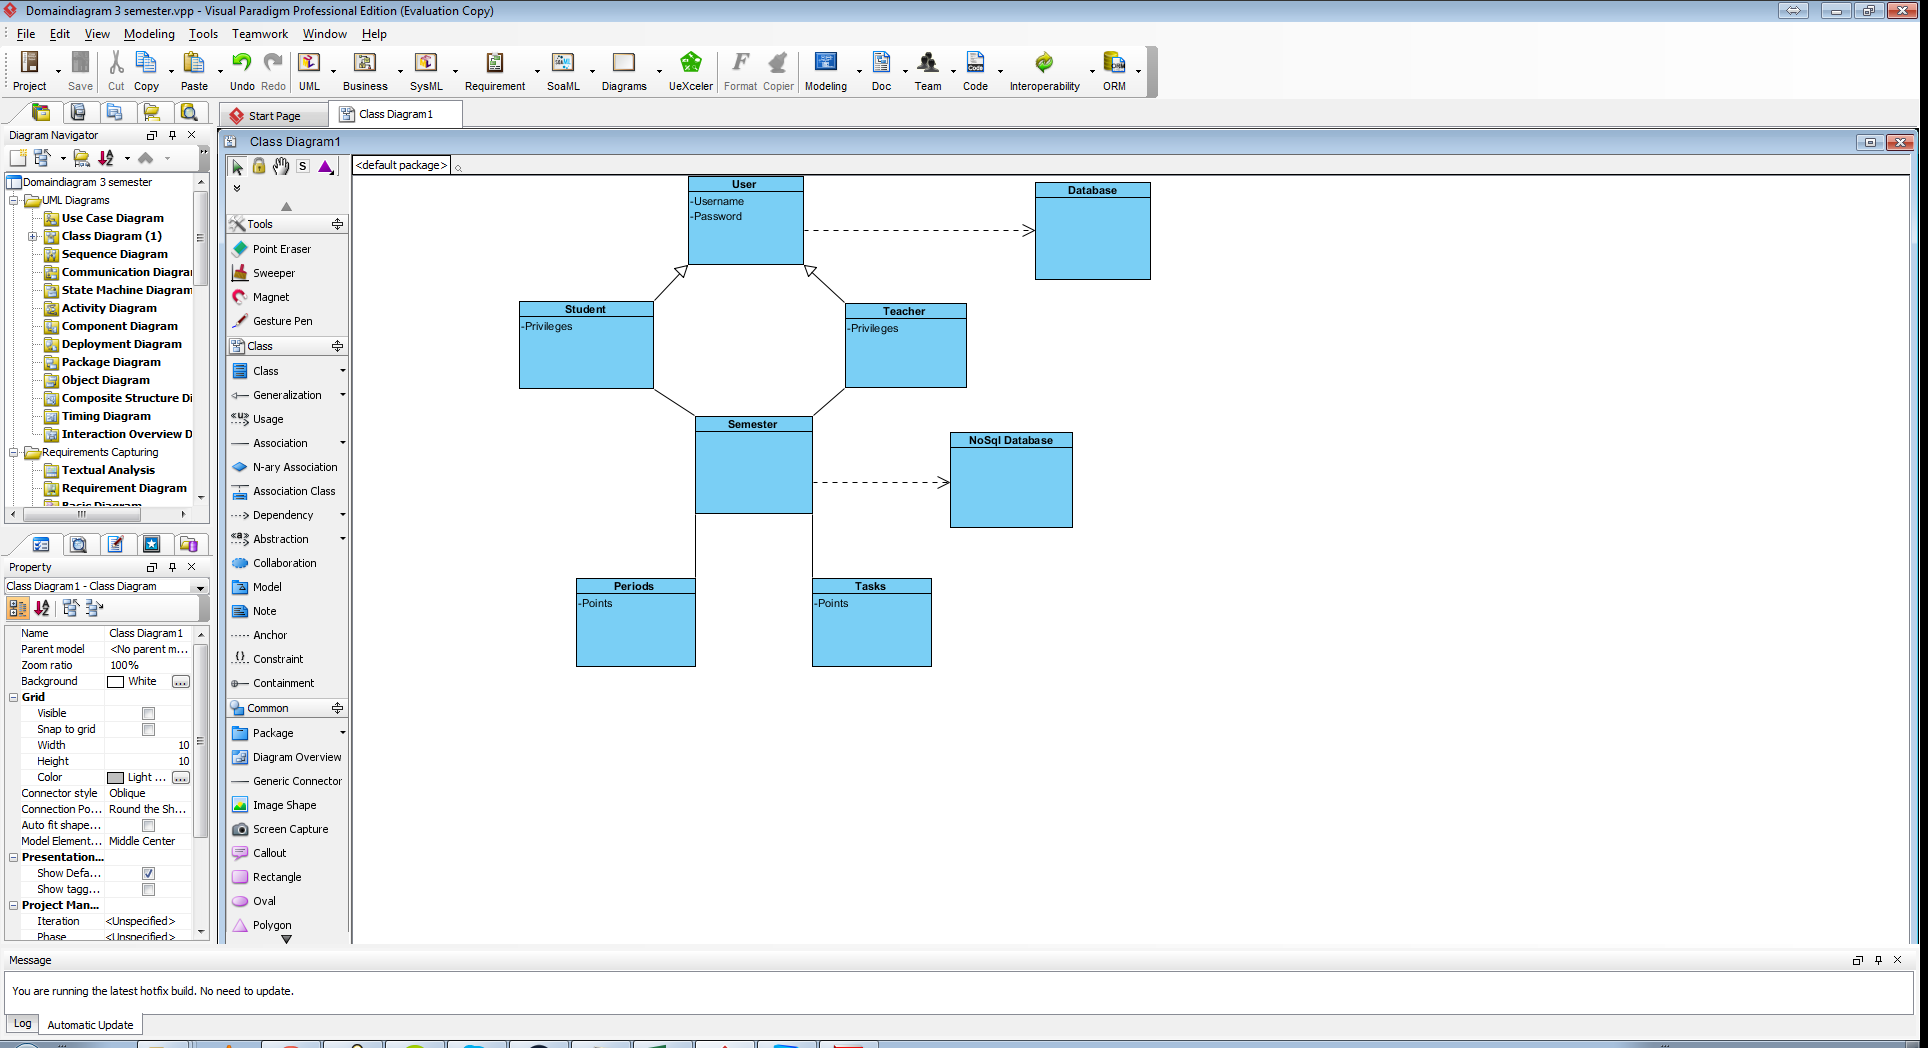 Domaindiagram 3 semester.vpp - Visual Paradigm Professional Edition (Evaluation Copy)
File Edit View Modeling Tools Teamwork Window Help
Project Save Cut Copy Paste Undo Redo UML Business SysML Requirement SoaML Diagrams UeXceler Format Copier Modeling Doc Team Code Interoperability ORM
Start Page
Class Diagram1
Diagram Navigator
Domaindiagram 3 semester
UML Diagrams
Use Case Diagram
Class Diagram (1)
Sequence Diagram
Communication Diagra
State Machine Diagram
Activity Diagram
Component Diagram
Deployment Diagram
Package Diagram
Object Diagram
Composite Structure Di
Timing Diagram
Interaction Overview D
Requirements Capturing
Textual Analysis
Requirement Diagram
Basic Diagram
Property
Class Diagram1 - Class Diagram
Name Class Diagram1
Parent model <No parent m...
Zoom ratio 100%
Background White
Grid
Visible
Snap to grid
Width 10
Height 10
Color Light ...
Connector style Oblique
Connection Po... Round the Sh...
Auto fit shape...
Model Element... Middle Center
Presentation...
Show Defa...
Show tagg...
Project Man...
Iteration <Unspecified>
Phase <Unspecified>
Class Diagram1
S
<default package>
Tools
Point Eraser
Sweeper
Magnet
Gesture Pen
Class
Class
Generalization
Usage
Association
N-ary Association
Association Class
Dependency
Abstraction
Collaboration
Model
Note
Anchor
Constraint
Containment
Common
Package
Diagram Overview
Generic Connector
Image Shape
Screen Capture
Callout
Rectangle
Oval
Polygon
User
-Username
-Password
Database
Student
-Privileges
Teacher
-Privileges
Semester
NoSql Database
Periods
-Points
Tasks
-Points
Message
You are running the latest hotfix build. No need to update.
Log
Automatic Update